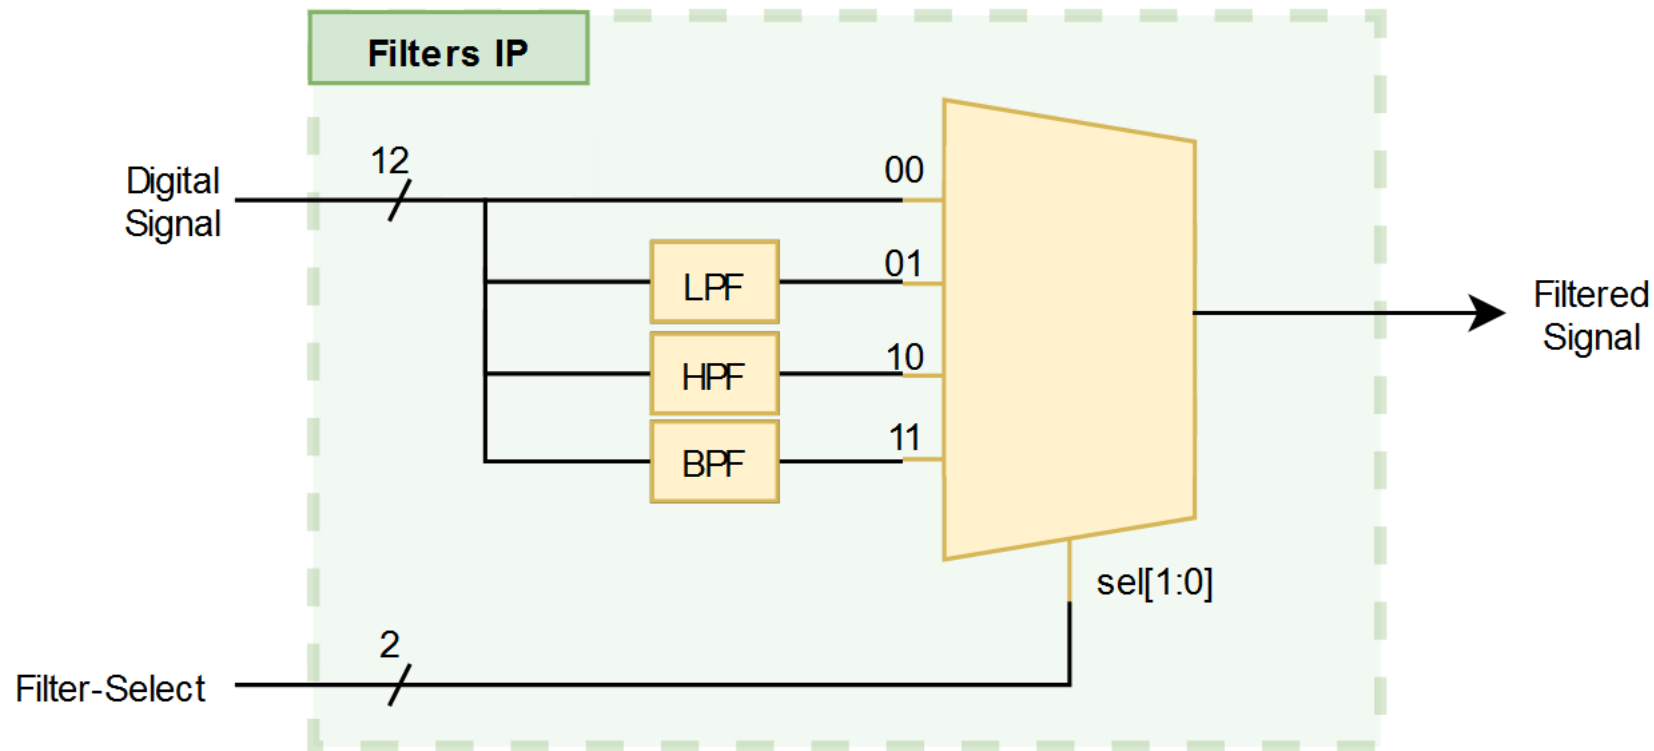 Filters IP
12
00
Digital
Signal
01
LPF
Filtered
Signal
10
HPF
11
BPF
sel[1:0]
2
Filter-Select